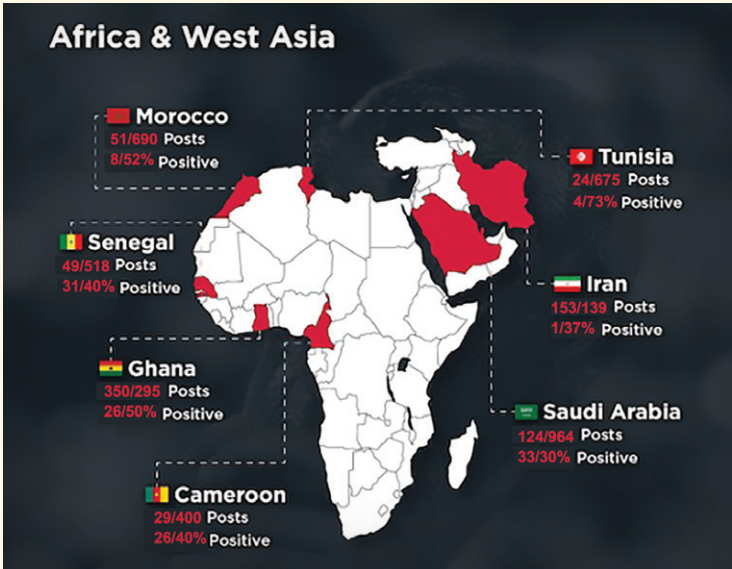 Africa & West Asia
Morocco
51/690 Posts
8/52% Positive
Tunisia
24/675 Posts
4/73% Positive
Senegal
49/518 Posts
31/40% Positive
Iran
153/139 Posts
1/37% Positive
Ghana
350/295 Posts
26/50% Positive
Saudi Arabia
124/964 Posts
33/30% Positive
Cameroon
29/400 Posts
26/40% Positive